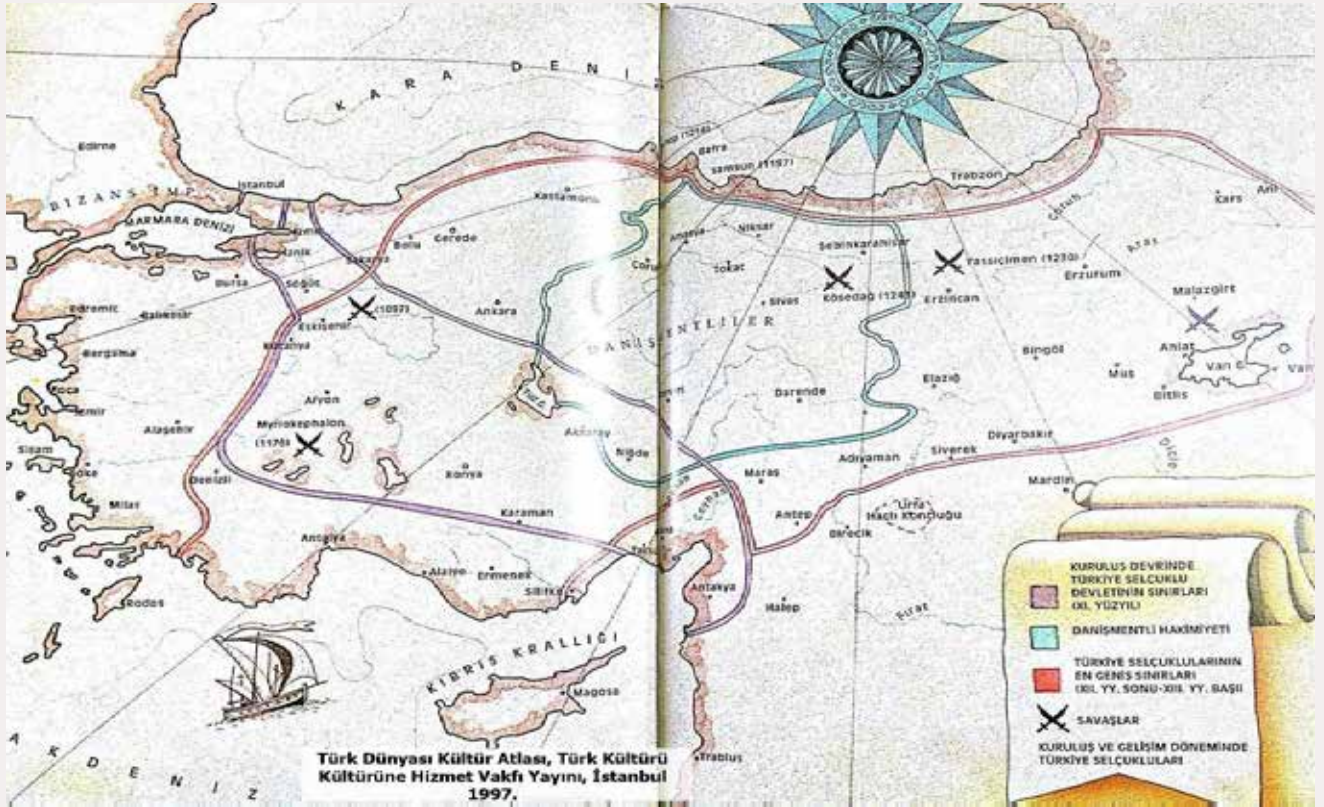 KARA DENİZ
Edirne
İstanbul
BİZANS İMP.
MARMARA DENİZİ
İznik
Bursa
Söğüt
Sakarya
Bolu
Gerede
Kastamonu
Bafra
Samsun (1197)
Trabzon
Çoruh
Kars
Ani
Aras
Edremit
Balıkesir
Bergama
Foça
İzmir
Eskişehir
Kütahya
(1097)
Ankara
Tokat
Niksar
Şebinkarahisar
Sivas
Kösedağ (1243)
Yassıçimen (1230)
Erzincan
Erzurum
Malazgirt
DANİŞMENTLİLER
Afyon
Myriokephalon
(1176)
Alaşehir
Sisam
Denizli
Milas
Konya
Aksaray
Niğde
Darende
Elazığ
Bingöl
Muş
Ahlat
Van G.
Van
Bitlis
Diyarbakır
Siverek
Adıyaman
Maraş
Mardin
Dicle
Urfa
Haçlı Kontluğu
Antep
Birecik
Karaman
Antalya
Alaiye
Ermenek
Silifke
Ceyhan
Antakya
Halep
Fırat
Rodos
KIBRIS KRALLIĞI
Magosa
Trablus
AKDENİZ
KURULUŞ DEVRİNDE
TÜRKİYE SELÇUKLU
DEVLETİNİN SINIRLARI
(XI. YÜZYIL)
DANİŞMENTLİ HAKİMİYETİ
TÜRKİYE SELÇUKLULARININ
EN GENİŞ SINIRLARI
(XII. YY. SONU-XIII. YY. BAŞI)
SAVAŞLAR
KURULUŞ VE GELİŞİM DÖNEMİNDE
TÜRKİYE SELÇUKLULARI
Türk Dünyası Kültür Atlası, Türk Kültürü
Kültürüne Hizmet Vakfı Yayını, İstanbul
1997.